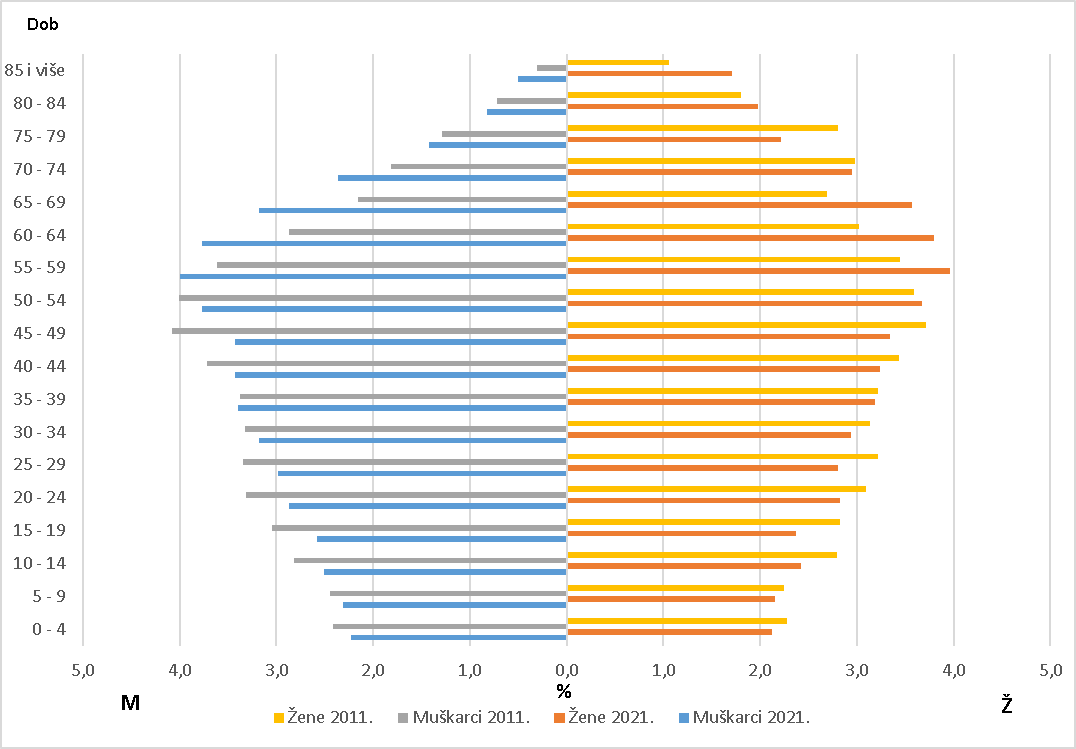 Dob
85 i više
80 - 84
75 - 79
70 - 74
65 - 69
60 - 64
55 - 59
50 - 54
45 - 49
40 - 44
35 - 39
30 - 34
25 - 29
20 - 24
15 - 19
10 - 14
5 - 9
0 - 4
5,0 4,0 3,0 2,0 1,0 0,0 1,0 2,0 3,0 4,0 5,0
%
M Ž
Žene 2011. Muškarci 2011. Žene 2021. Muškarci 2021.